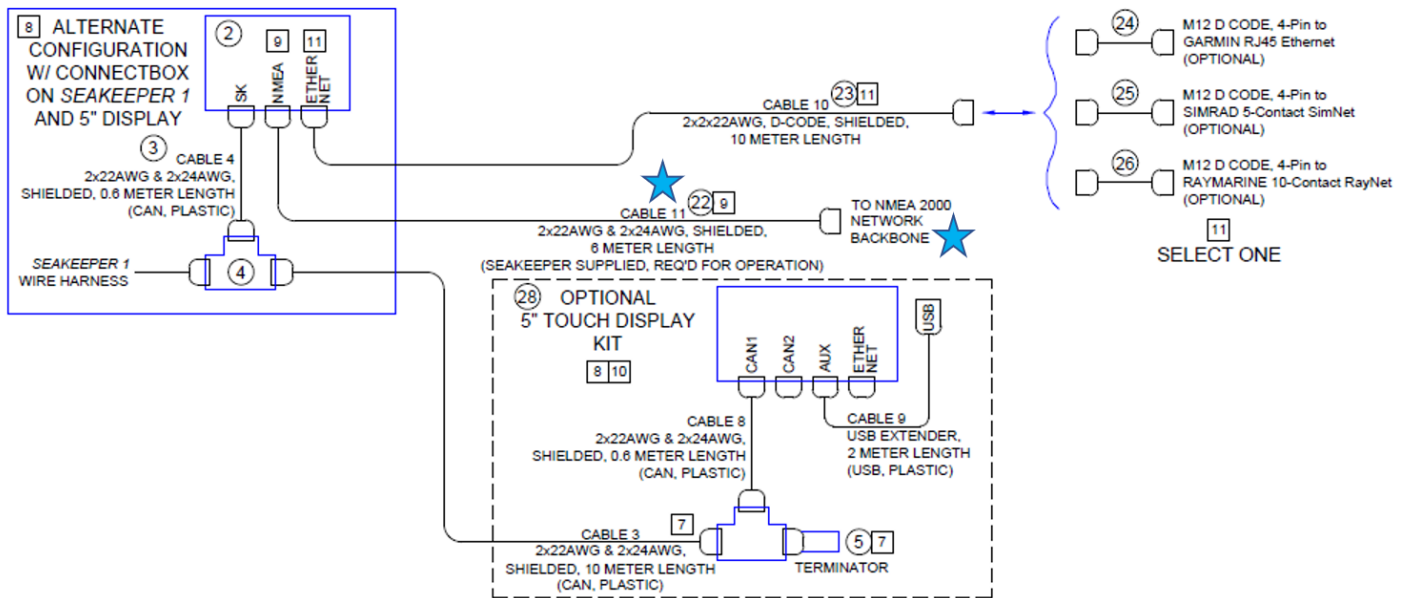 8 ALTERNATE
CONFIGURATION
W/ CONNECTBOX
ON SEAKEEPER 1
AND 5" DISPLAY
2
9
11
SK
NMEA
ETHER
NET
3
CABLE 4
2x22AWG & 2x24AWG,
SHIELDED, 0.6 METER LENGTH
(CAN, PLASTIC)
SEAKEEPER 1
WIRE HARNESS
4
CABLE 10
23 11
2x2x22AWG, D-CODE, SHIELDED,
10 METER LENGTH
CABLE 11
22 9
2x22AWG & 2x24AWG, SHIELDED,
6 METER LENGTH
(SEAKEEPER SUPPLIED, REQ'D FOR OPERATION)
TO NMEA 2000
NETWORK
BACKBONE
24
M12 D CODE, 4-Pin to
GARMIN RJ45 Ethernet
(OPTIONAL)
25
M12 D CODE, 4-Pin to
SIMRAD 5-Contact SimNet
(OPTIONAL)
26
M12 D CODE, 4-Pin to
RAYMARINE 10-Contact RayNet
(OPTIONAL)
11
SELECT ONE
28 OPTIONAL
5" TOUCH DISPLAY
KIT
8 10
CAN1
CAN2
AUX
ETHER
NET
USB
CABLE 8
2x22AWG & 2x24AWG,
SHIELDED, 0.6 METER LENGTH
(CAN, PLASTIC)
CABLE 9
USB EXTENDER,
2 METER LENGTH
(USB, PLASTIC)
CABLE 3
7
2x22AWG & 2x24AWG,
SHIELDED, 10 METER LENGTH
(CAN, PLASTIC)
5 7
TERMINATOR